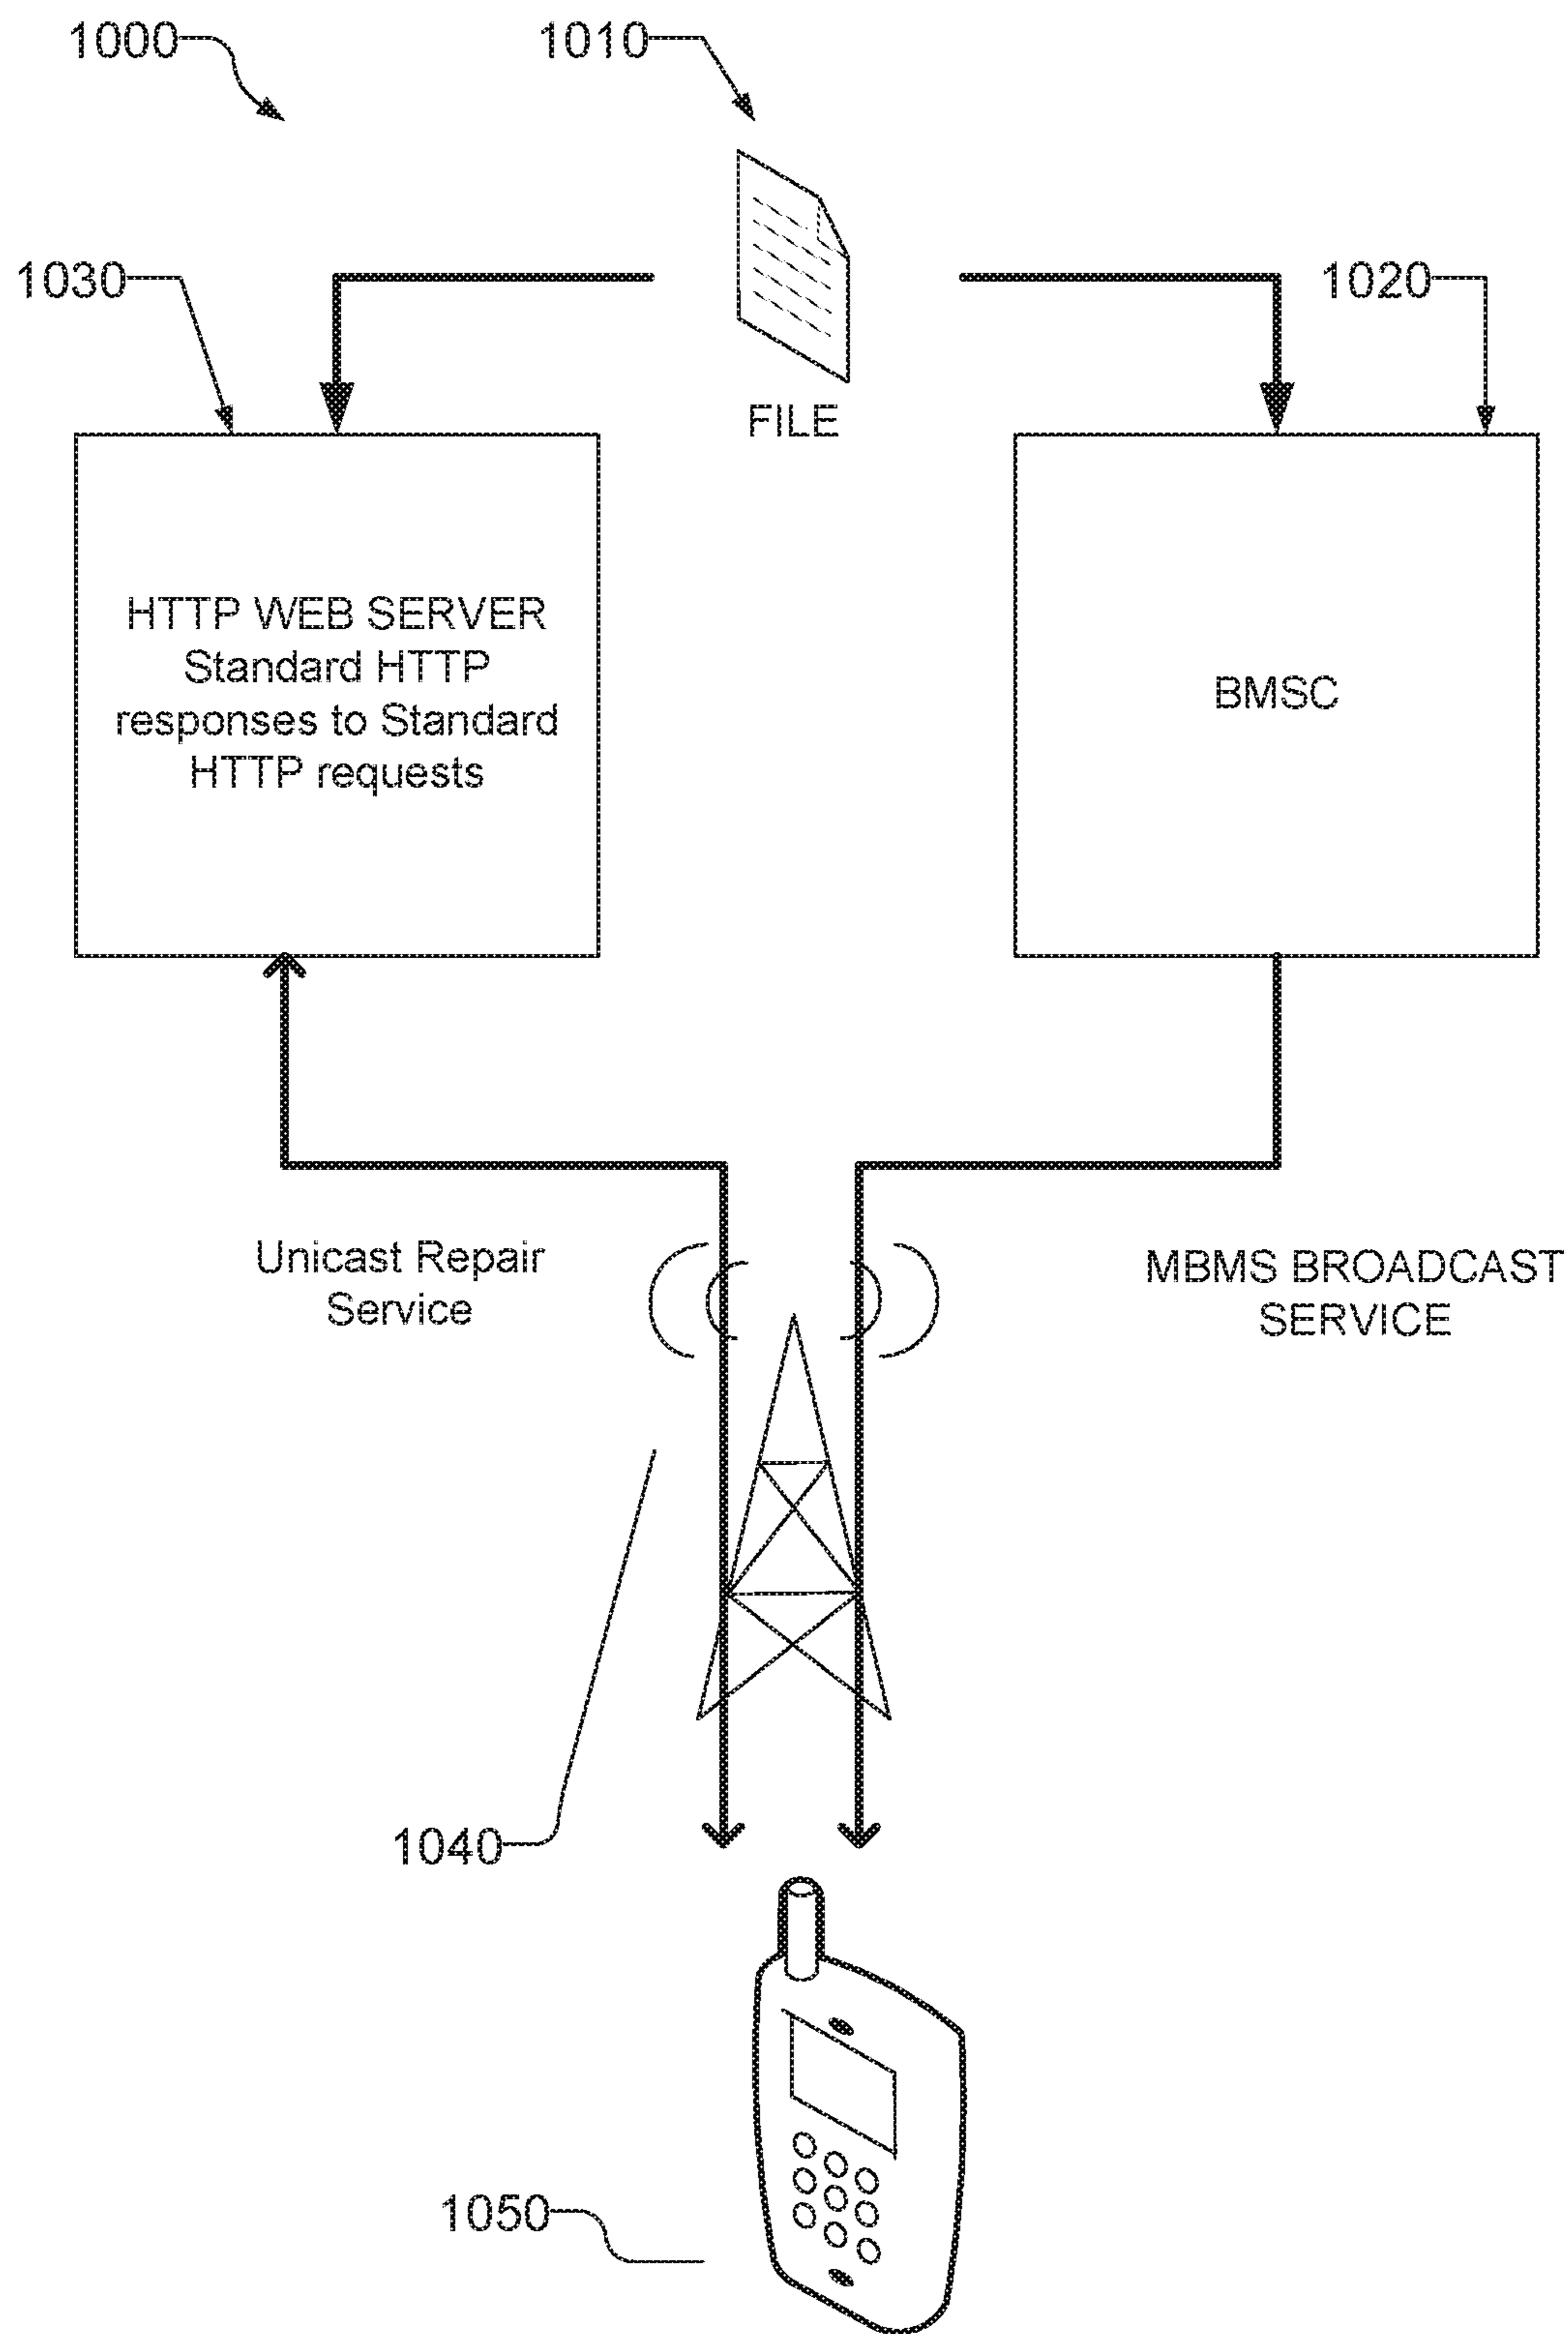 1000
1010
1030
1020
FILE
HTTP WEB SERVER
Standard HTTP
responses to Standard
HTTP requests
BMSC
Unicast Repair
Service
MBMS BROADCAST
SERVICE
1040
1050